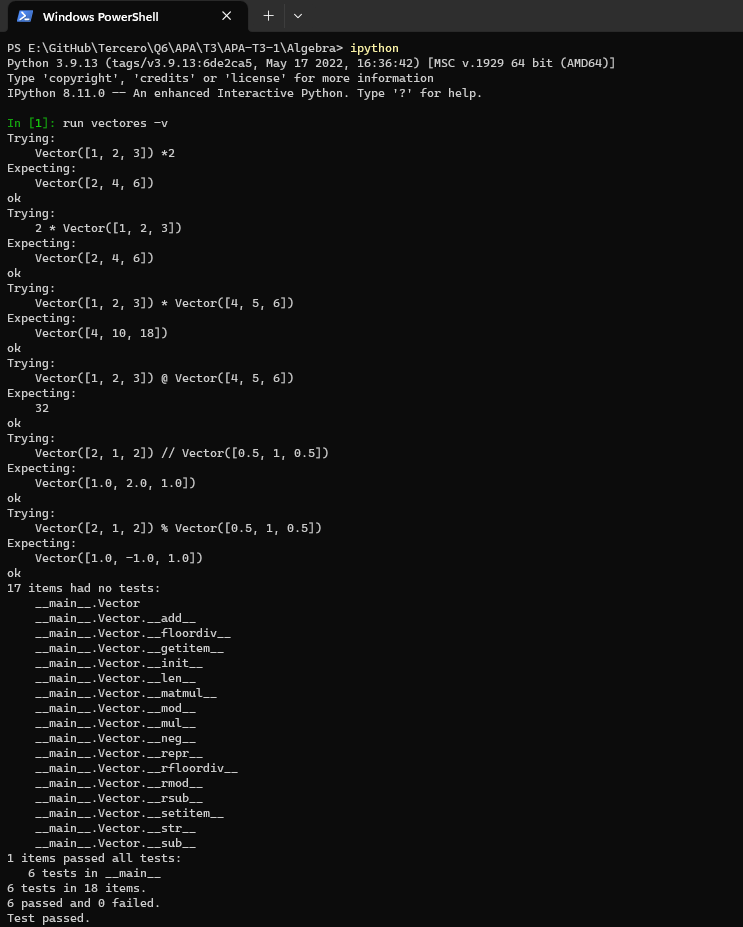 Windows PowerShell
PS E:\GitHub\Tercero\Q6\APA\T3\APA-T3-1\Algebra> ipython
Python 3.9.13 (tags/v3.9.13:6de2ca5, May 17 2022, 16:36:42) [MSC v.1929 64 bit (AMD64)]
Type 'copyright', 'credits' or 'license' for more information
IPython 8.11.0 -- An enhanced Interactive Python. Type '?' for help.
In [1]: run vectores -v
Trying:
    Vector([1, 2, 3]) *2
Expecting:
    Vector([2, 4, 6])
ok
Trying:
    2 * Vector([1, 2, 3])
Expecting:
    Vector([2, 4, 6])
ok
Trying:
    Vector([1, 2, 3]) * Vector([4, 5, 6])
Expecting:
    Vector([4, 10, 18])
ok
Trying:
    Vector([1, 2, 3]) @ Vector([4, 5, 6])
Expecting:
    32
ok
Trying:
    Vector([2, 1, 2]) // Vector([0.5, 1, 0.5])
Expecting:
    Vector([1.0, 2.0, 1.0])
ok
Trying:
    Vector([2, 1, 2]) % Vector([0.5, 1, 0.5])
Expecting:
    Vector([1.0, -1.0, 1.0])
ok
17 items had no tests:
    __main__.Vector
    __main__.Vector.__add__
    __main__.Vector.__floordiv__
    __main__.Vector.__getitem__
    __main__.Vector.__init__
    __main__.Vector.__len__
    __main__.Vector.__matmul__
    __main__.Vector.__mod__
    __main__.Vector.__mul__
    __main__.Vector.__neg__
    __main__.Vector.__repr__
    __main__.Vector.__rfloordiv__
    __main__.Vector.__rmod__
    __main__.Vector.__rsub__
    __main__.Vector.__setitem__
    __main__.Vector.__str__
    __main__.Vector.__sub__
1 items passed all tests:
   6 tests in __main__
6 tests in 18 items.
6 passed and 0 failed.
Test passed.